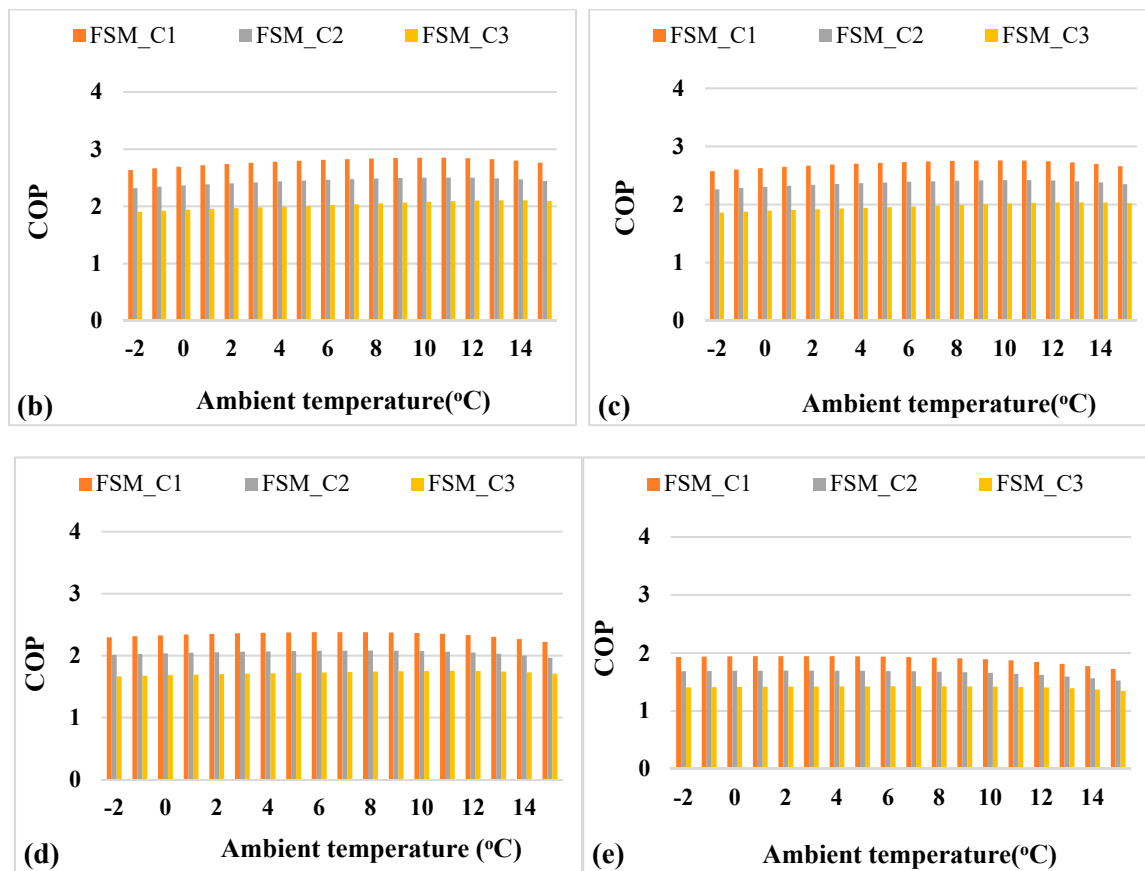 FSM_C1 FSM_C2 FSM_C3
4
3
2
1
0
COP
-2 0 2 4 6 8 10 12 14
Ambient temperature(°C)
(b)
FSM_C1 FSM_C2 FSM_C3
4
3
2
1
0
COP
-2 0 2 4 6 8 10 12 14
Ambient temperature(°C)
(c)
FSM_C1 FSM_C2 FSM_C3
4
3
2
1
0
COP
-2 0 2 4 6 8 10 12 14
Ambient temperature (°C)
(d)
FSM_C1 FSM_C2 FSM_C3
4
3
2
1
0
COP
-2 0 2 4 6 8 10 12 14
Ambient temperature(°C)
(e)